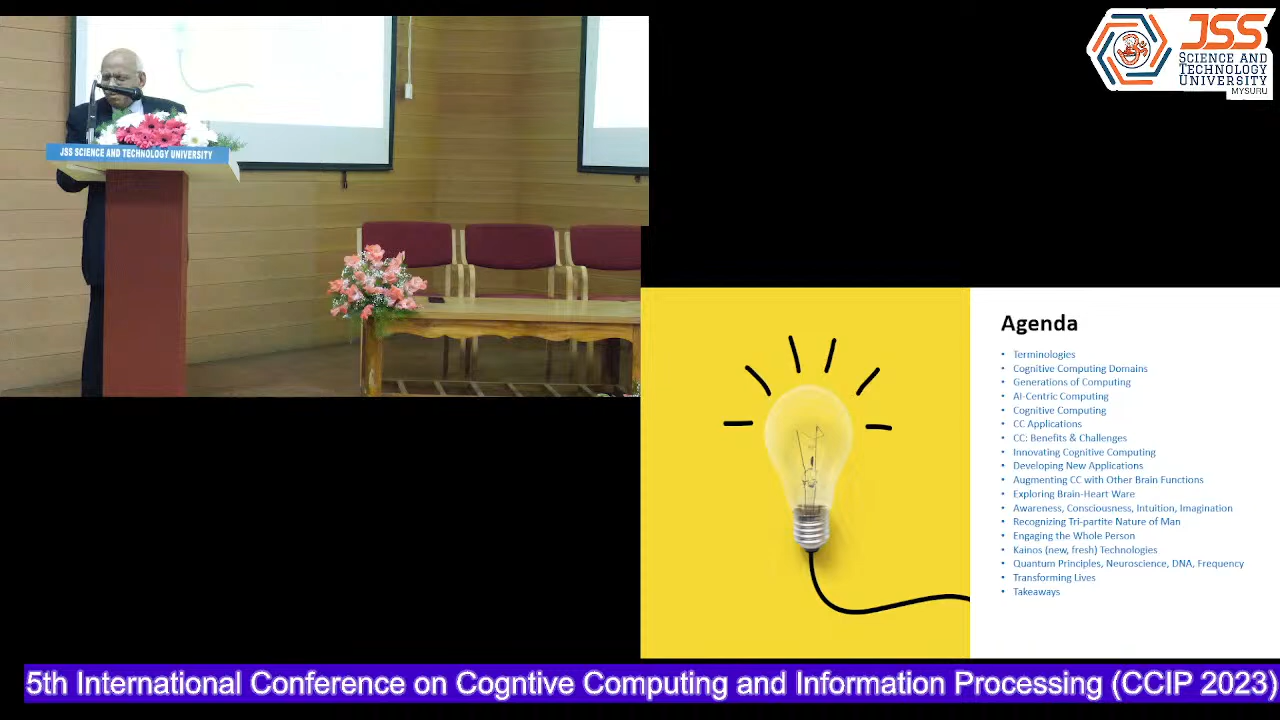 JSS
SCIENCE AND
TECHNOLOGY
UNIVERSITY
MYSURU
JSS SCIENCE AND TECHNOLOGY UNIVERSITY
Agenda
• Terminologies
• Cognitive Computing Domains
• Generations of Computing
• AI-Centric Computing
• Cognitive Computing
• CC Applications
• CC: Benefits & Challenges
• Innovating Cognitive Computing
• Developing New Applications
• Augmenting CC with Other Brain Functions
• Exploring Brain-Heart Ware
• Awareness, Consciousness, Intuition, Imagination
• Recognizing Tri-partite Nature of Man
• Engaging the Whole Person
• Kainos (new, fresh) Technologies
• Quantum Principles, Neuroscience, DNA, Frequency
• Transforming Lives
• Takeaways
5th International Conference on Cogntive Computing and Information Processing (CCIP 2023)